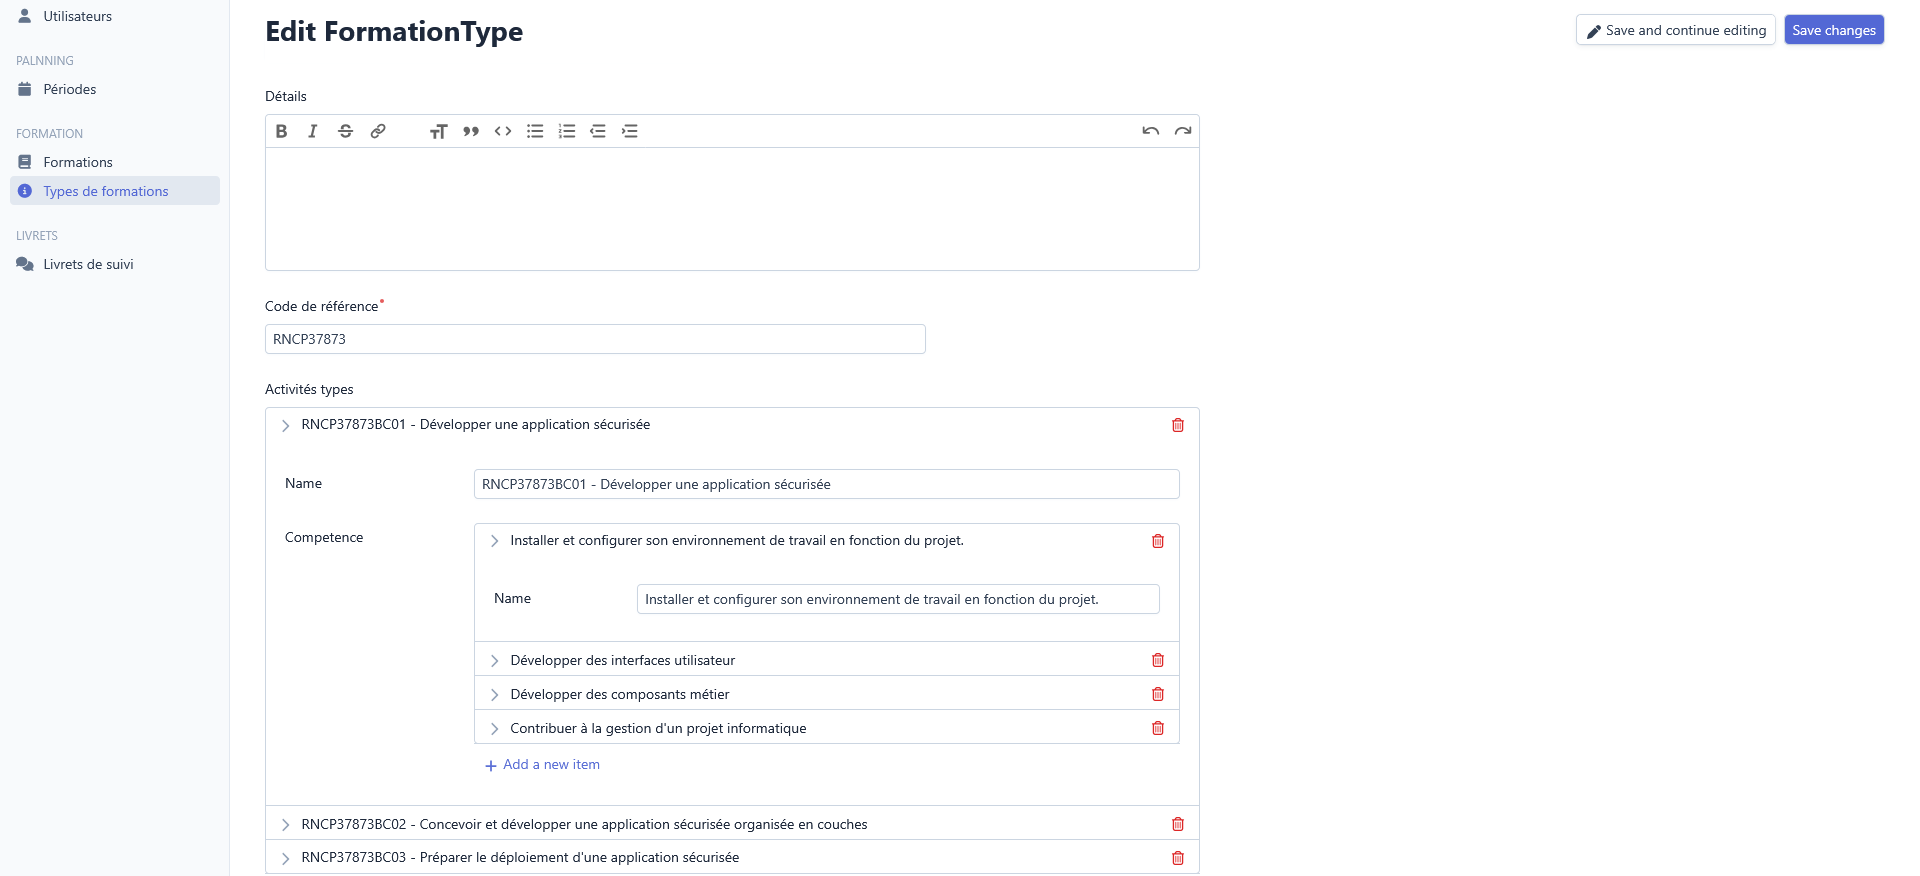 Utilisateurs
PALNNING
Périodes
FORMATION
Formations
Types de formations
LIVRETS
Livrets de suivi
Edit FormationType
Save and continue editing
Save changes
Détails
Code de référence
RNCP37873
Activités types
RNCP37873BC01 - Développer une application sécurisée
Name
RNCP37873BC01 - Développer une application sécurisée
Competence
Installer et configurer son environnement de travail en fonction du projet.
Name
Installer et configurer son environnement de travail en fonction du projet.
Développer des interfaces utilisateur
Développer des composants métier
Contribuer à la gestion d'un projet informatique
+ Add a new item
RNCP37873BC02 - Concevoir et développer une application sécurisée organisée en couches
RNCP37873BC03 - Préparer le déploiement d'une application sécurisée